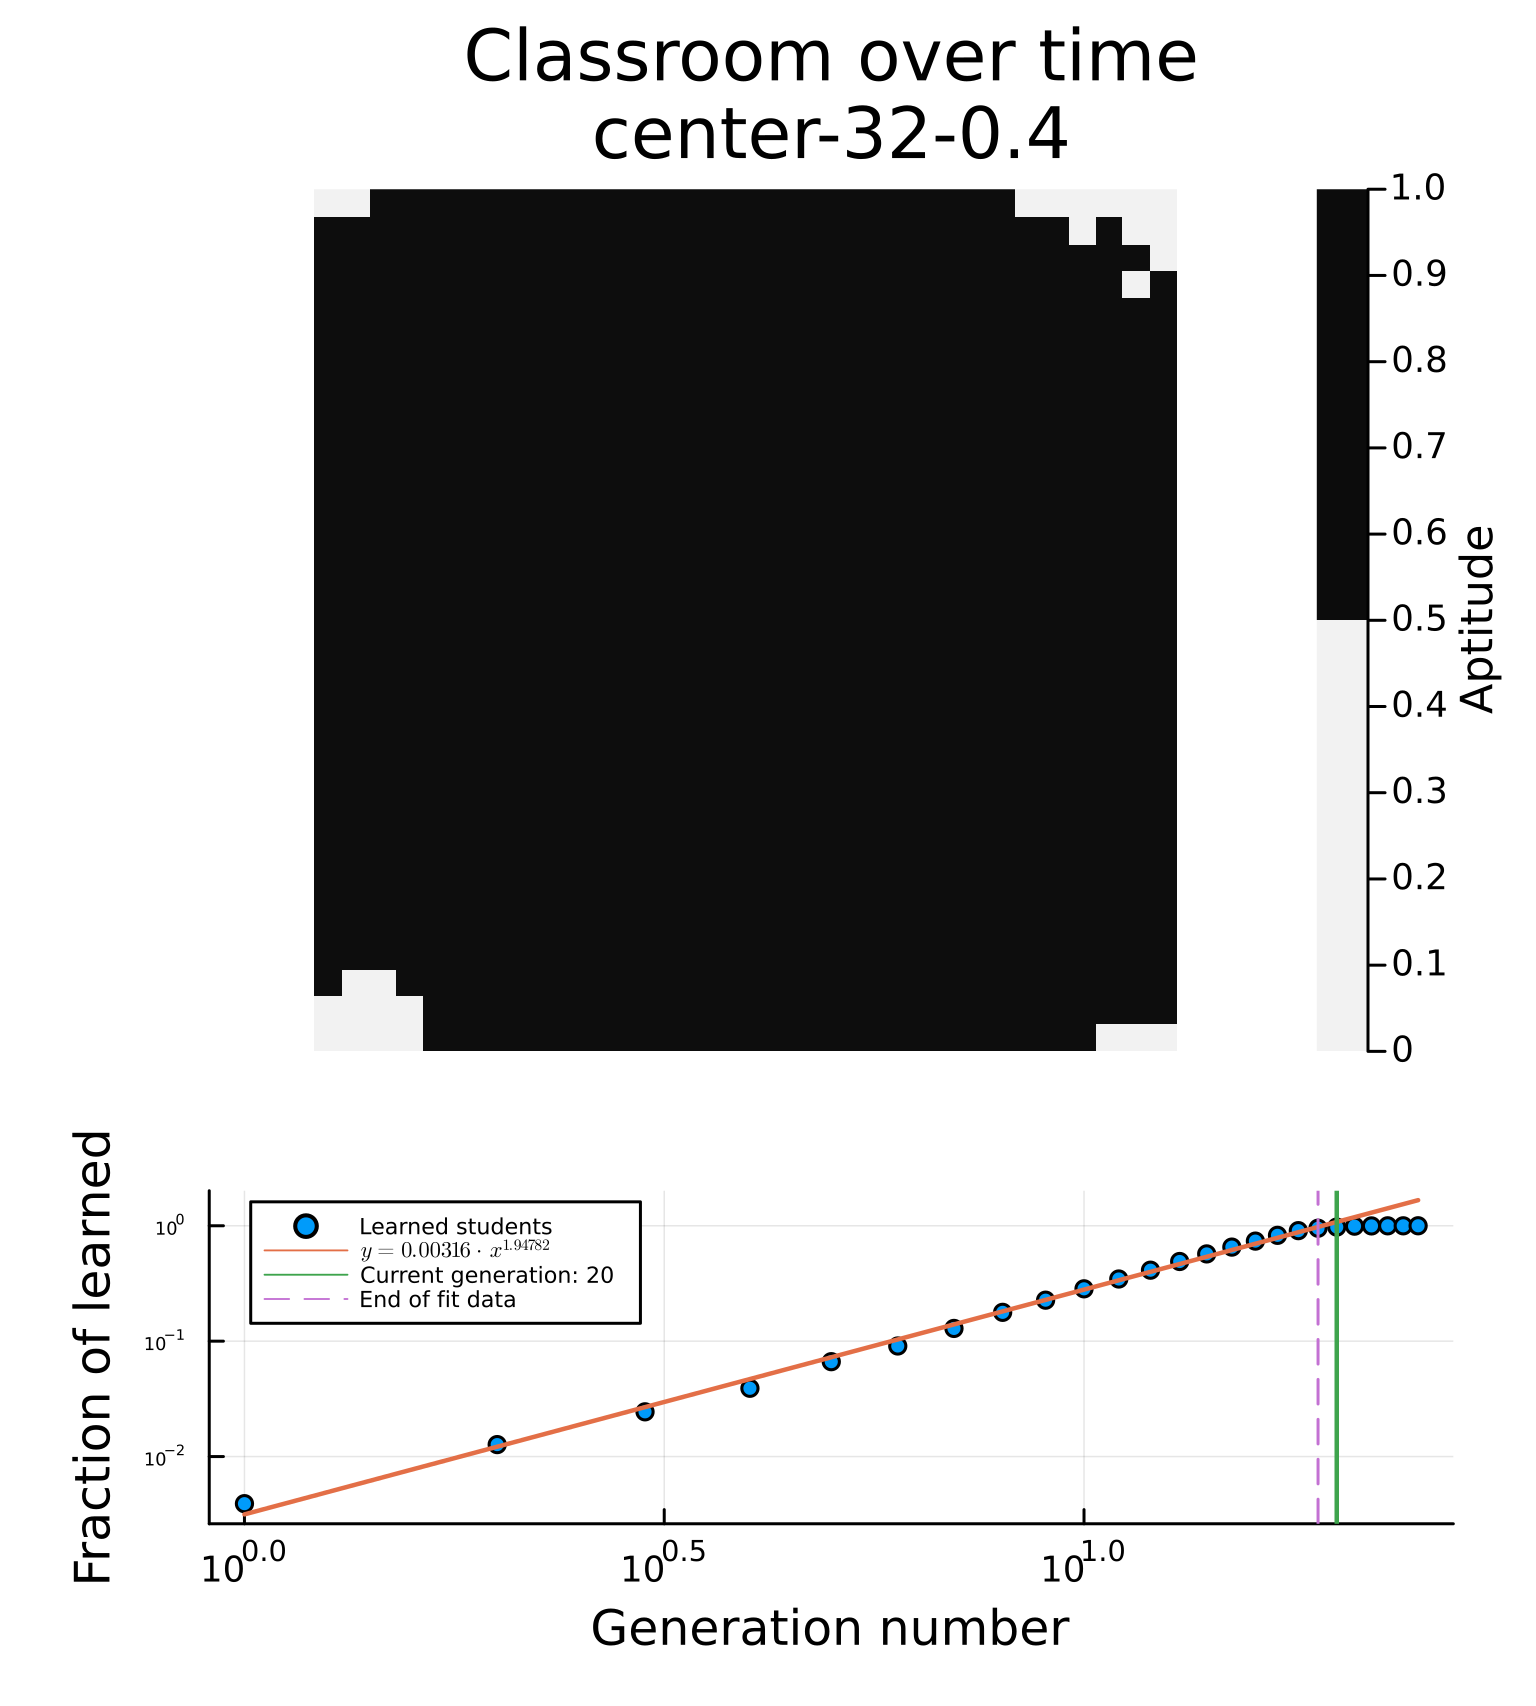 Classroom over time
center-32-0.4
1.0
0.9
0.8
0.7
0.6
0.5
0.4
0.3
0.2
0.1
0
Aptitude
Fraction of learned
10⁰
10⁻¹
10⁻²
Learned students
y = 0.00316 · x^1.94782
Current generation: 20
End of fit data
10^0.0
10^0.5
10^1.0
Generation number